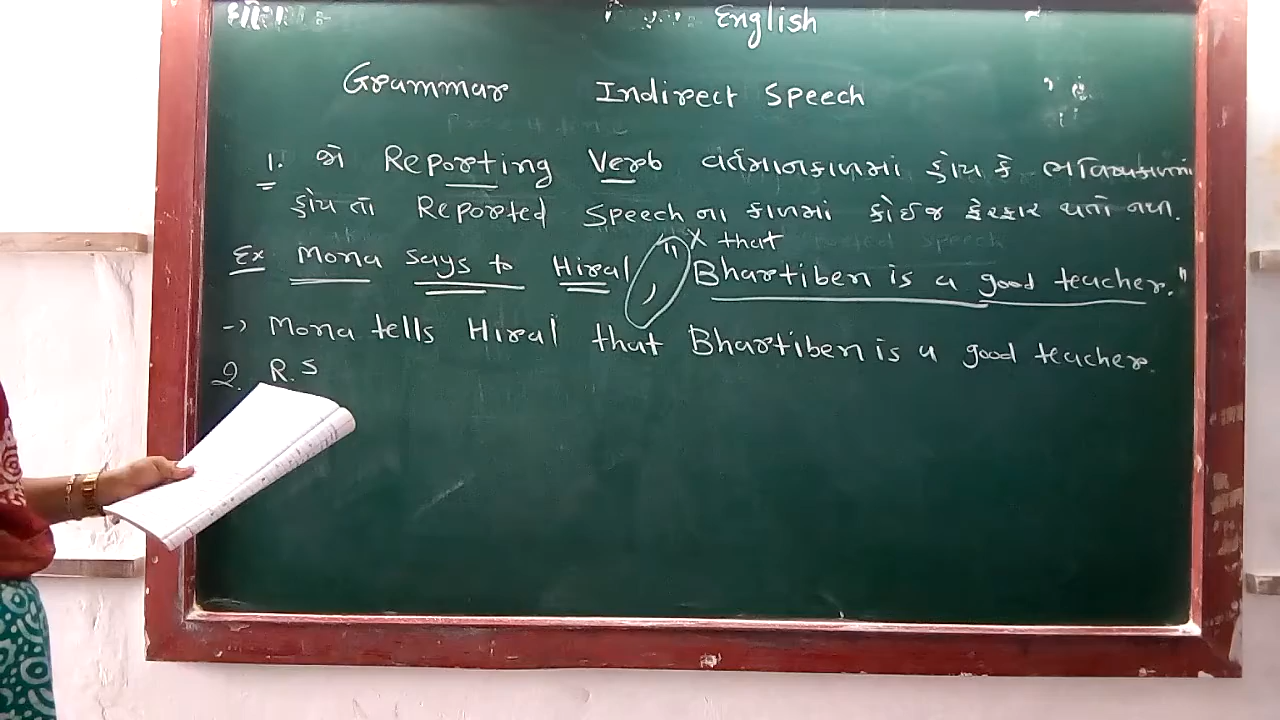 English
Grammar Indirect Speech
1. જો Reporting Verb વર્તમાનકાળમાં હોય કે ભવિષ્યકાળમાં
હોય તો Reported Speech ના કાળમાં કોઈજ ફેરફાર થતો નથી.
x that
Ex Mona says to Hiral, "Bhartiben is a good teacher."
-> Mona tells Hiral that Bhartiben is a good teacher.
2. R.S